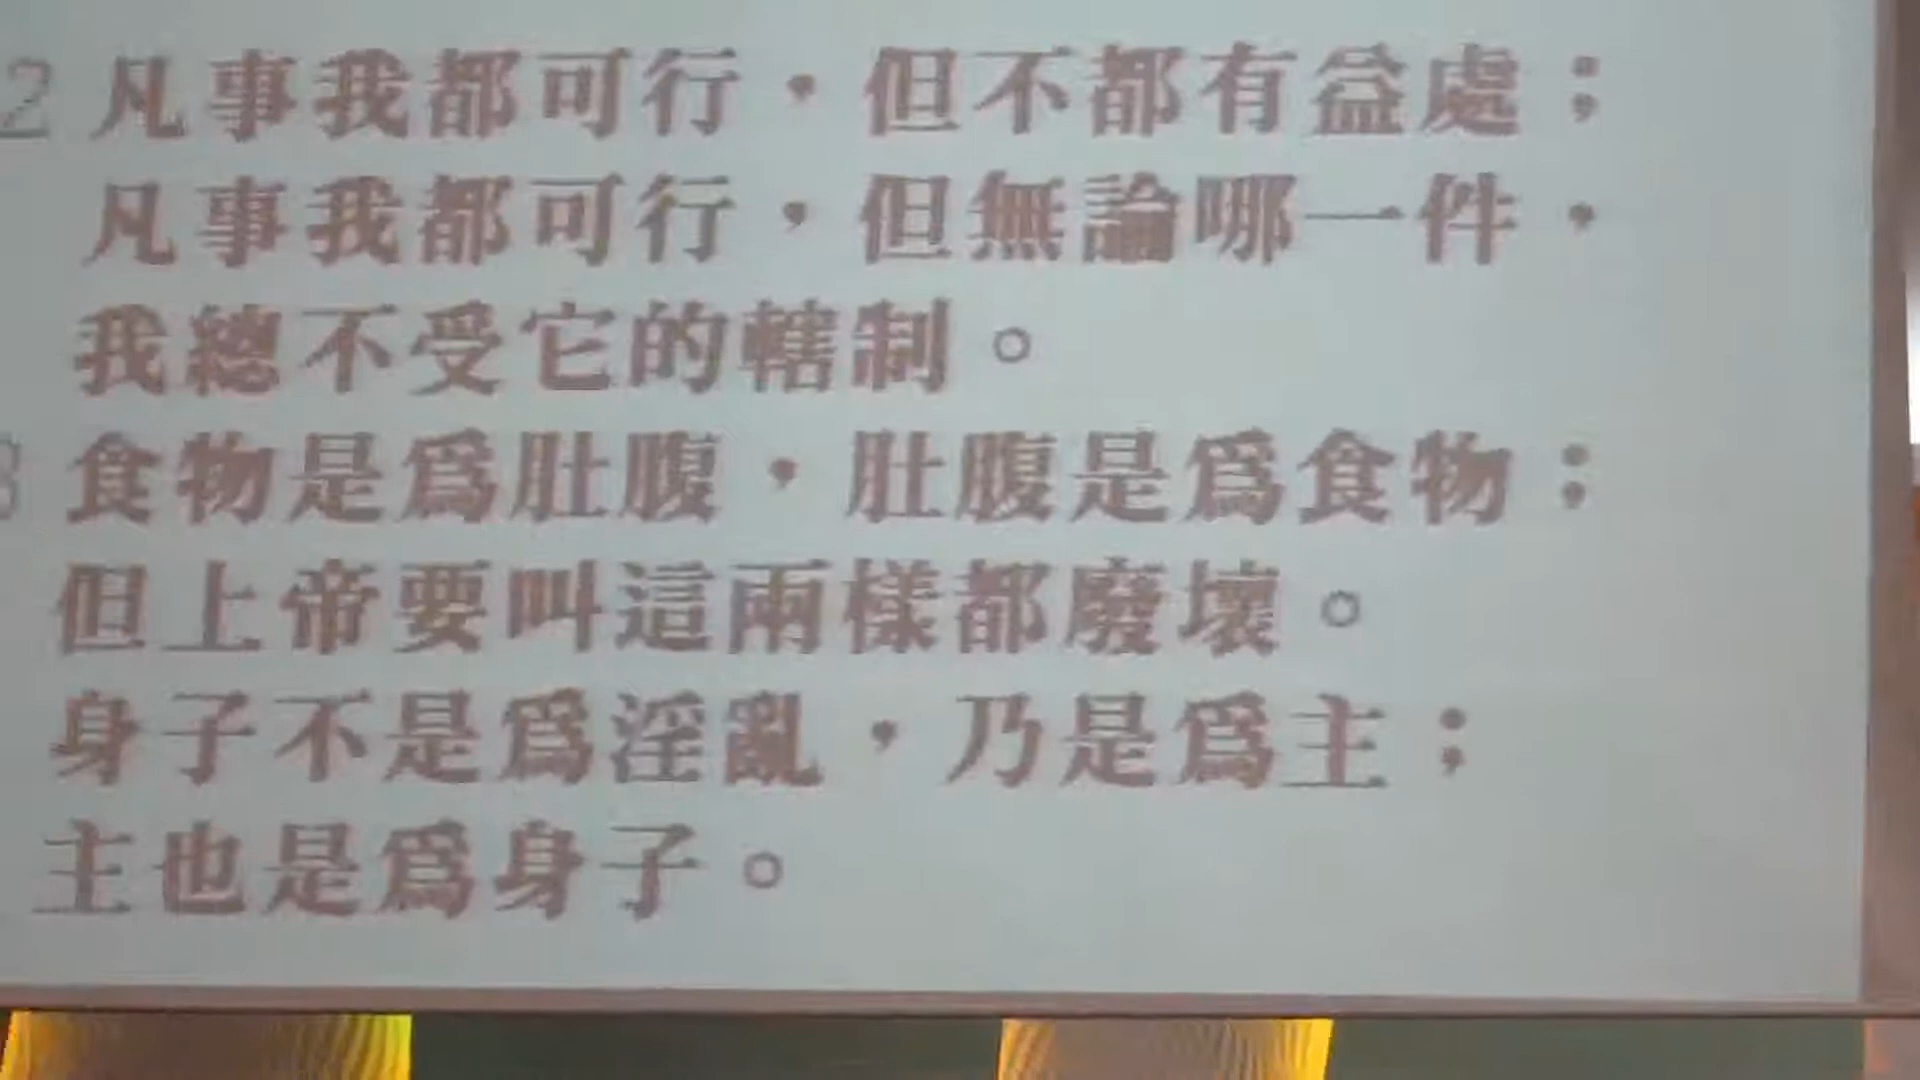 2 凡事我都可行，但不都有益處；
凡事我都可行，但無論哪一件，
我總不受它的轄制。
3 食物是爲肚腹，肚腹是爲食物；
但上帝要叫這兩樣都廢壞。
身子不是爲淫亂，乃是爲主；
主也是爲身子。